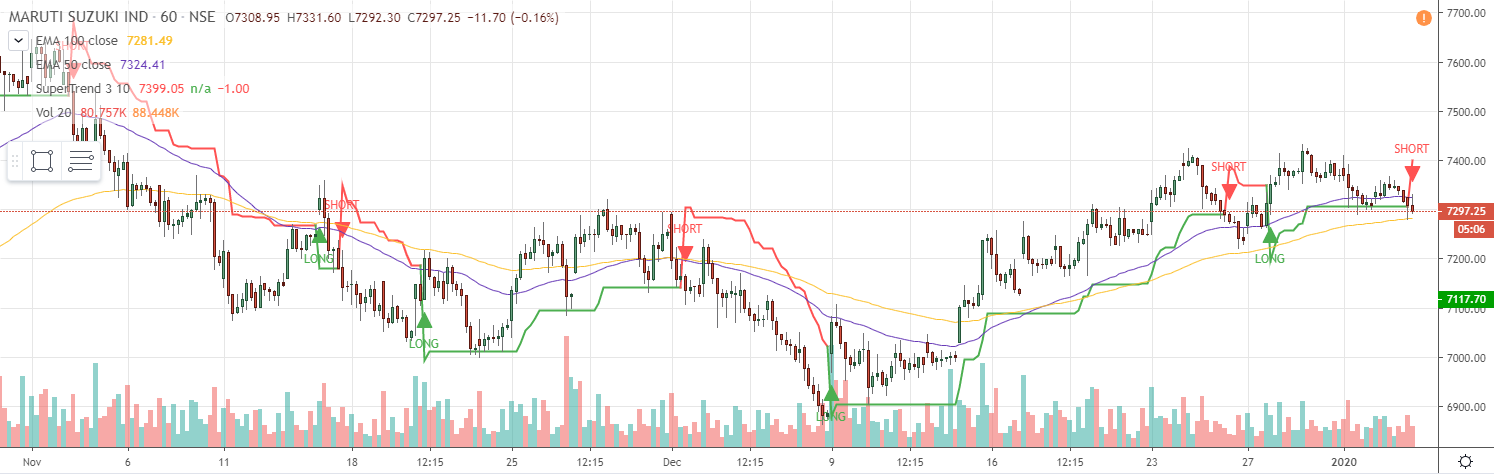 MARUTI SUZUKI IND · 60 · NSE O7308.95 H7331.60 L7292.30 C7297.25 −11.70 (−0.16%)
EMA 100 close 7281.49
EMA 50 close 7324.41
SuperTrend 3 10 7399.05 n/a −1.00
Vol 20 80.757K 88.448K
SHORT
LONG
SHORT
LONG
SHORT
LONG
SHORT
LONG
SHORT
7700.00
7600.00
7500.00
7400.00
7297.25
05:06
7200.00
7117.70
7100.00
7000.00
6900.00
Nov 6 11 18 12:15 25 12:15 Dec 12:15 9 12:15 16 12:15 23 27 2020